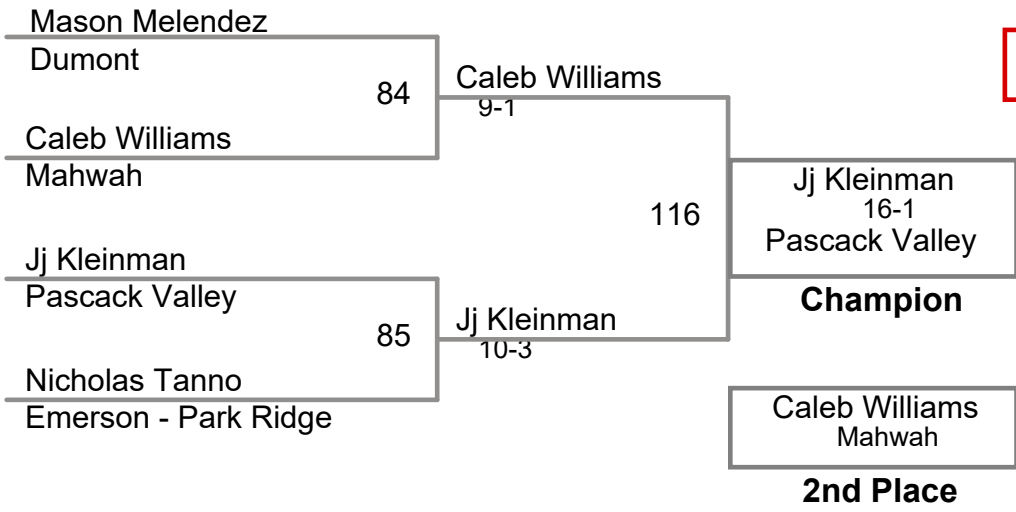 Mason Melendez
Dumont
84
Caleb Williams
9-1
Caleb Williams
Mahwah
116
Jj Kleinman
16-1
Pascack Valley
Champion
Jj Kleinman
Pascack Valley
85
Jj Kleinman
10-3
Nicholas Tanno
Emerson - Park Ridge
Caleb Williams
Mahwah
2nd Place